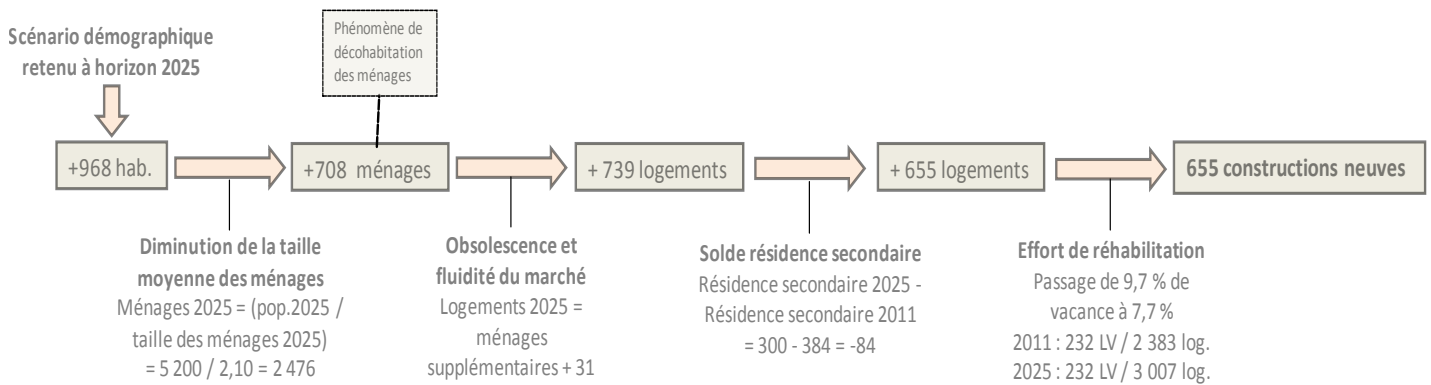 Scénario démographique
retenu à horizon 2025
Phénomène de
décohabitation
des ménages
+968 hab.
+708 ménages
+ 739 logements
+ 655 logements
655 constructions neuves
Diminution de la taille
moyenne des ménages
Ménages 2025 = (pop.2025 /
taille des ménages 2025)
= 5 200 / 2,10 = 2 476
Obsolescence et
fluidité du marché
Logements 2025 =
ménages
supplémentaires + 31
Solde résidence secondaire
Résidence secondaire 2025 -
Résidence secondaire 2011
= 300 - 384 = -84
Effort de réhabilitation
Passage de 9,7 % de
vacance à 7,7 %
2011 : 232 LV / 2 383 log.
2025 : 232 LV / 3 007 log.